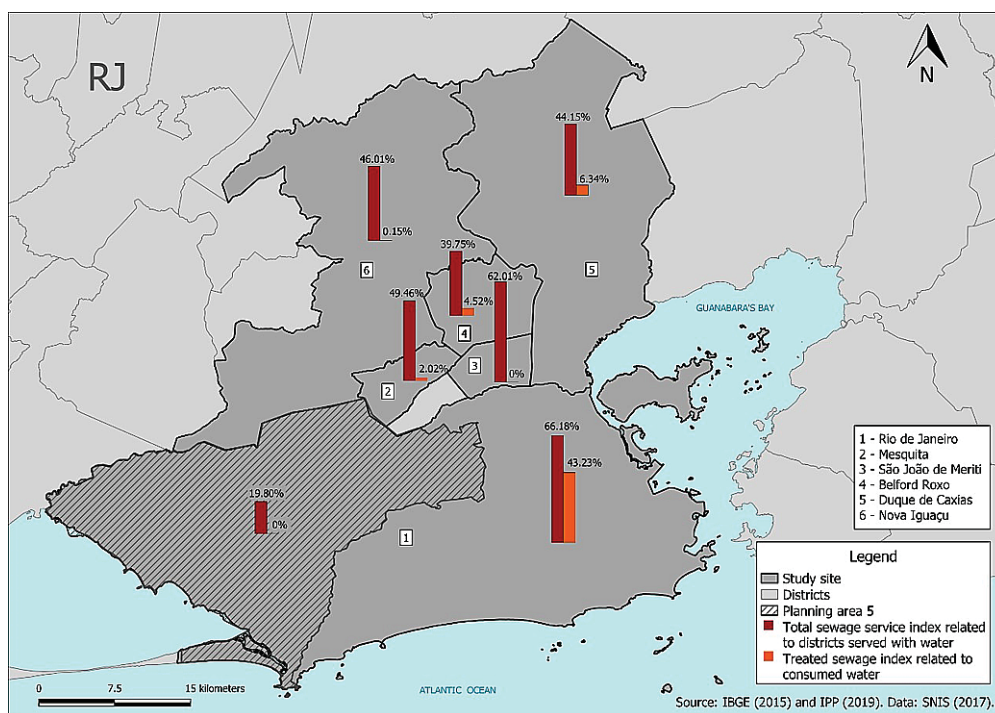 RJ
N
44.15%
6.34%
46.01%
0.15%
39.75%
4.52%
62.01%
0%
6
5
49.46%
2.02%
4
3
2
GUANABARA'S BAY
66.18%
43.23%
19.80%
0%
1
1 - Rio de Janeiro
2 - Mesquita
3 - São João de Meriti
4 - Belford Roxo
5 - Duque de Caxias
6 - Nova Iguaçu
Legend
Study site
Districts
Planning area 5
Total sewage service index related
to districts served with water
Treated sewage index related to
consumed water
0 7.5 15 kilometers
ATLANTIC OCEAN
Source: IBGE (2015) and IPP (2019). Data: SNIS (2017).